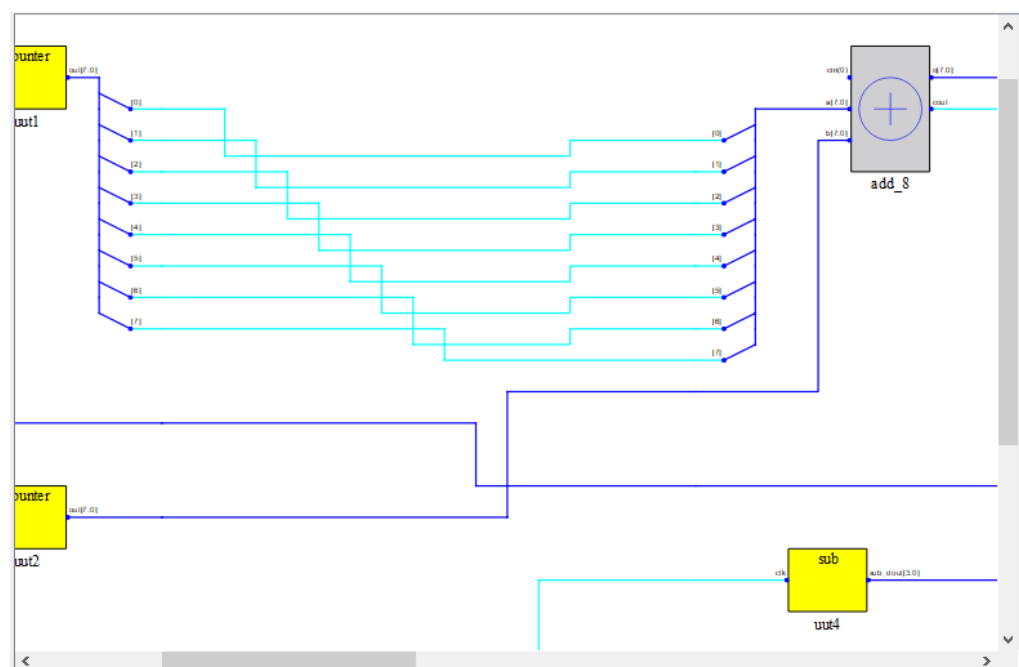 ounter
out[7:0]
uut1
[0]
[1]
[2]
[3]
[4]
[5]
[6]
[7]
[0]
[1]
[2]
[3]
[4]
[5]
[6]
[7]
cin(0)
a[7:0]
b[7:0]
o[7:0]
cout
add_8
ounter
out[7:0]
uut2
sub
clk
sub_dout[3:0]
uut4